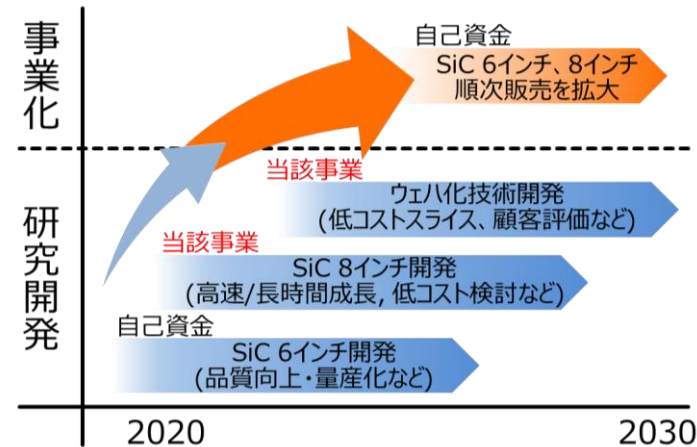 事業化
自己資金
SiC 6インチ、8インチ
順次販売を拡大
研究開発
当該事業
ウェハ化技術開発
(低コストスライス、顧客評価など)
当該事業
SiC 8インチ開発
(高速/長時間成長, 低コスト検討など)
自己資金
SiC 6インチ開発
(品質向上・量産化など)
2020
2030